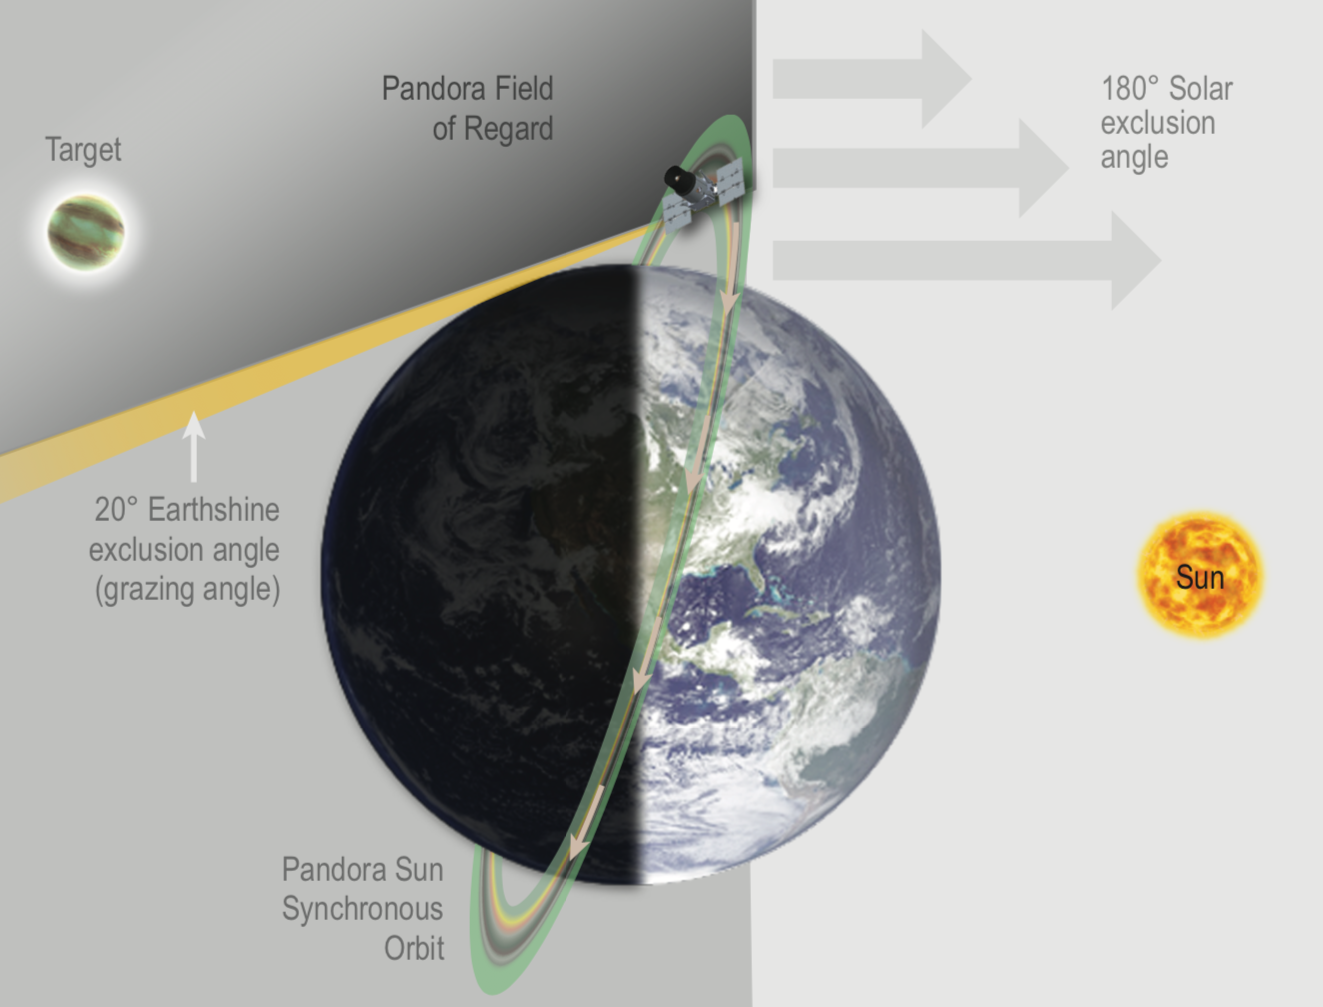 Pandora Field
of Regard
180° Solar
exclusion
angle
Target
20° Earthshine
exclusion angle
(grazing angle)
Sun
Pandora Sun
Synchronous
Orbit